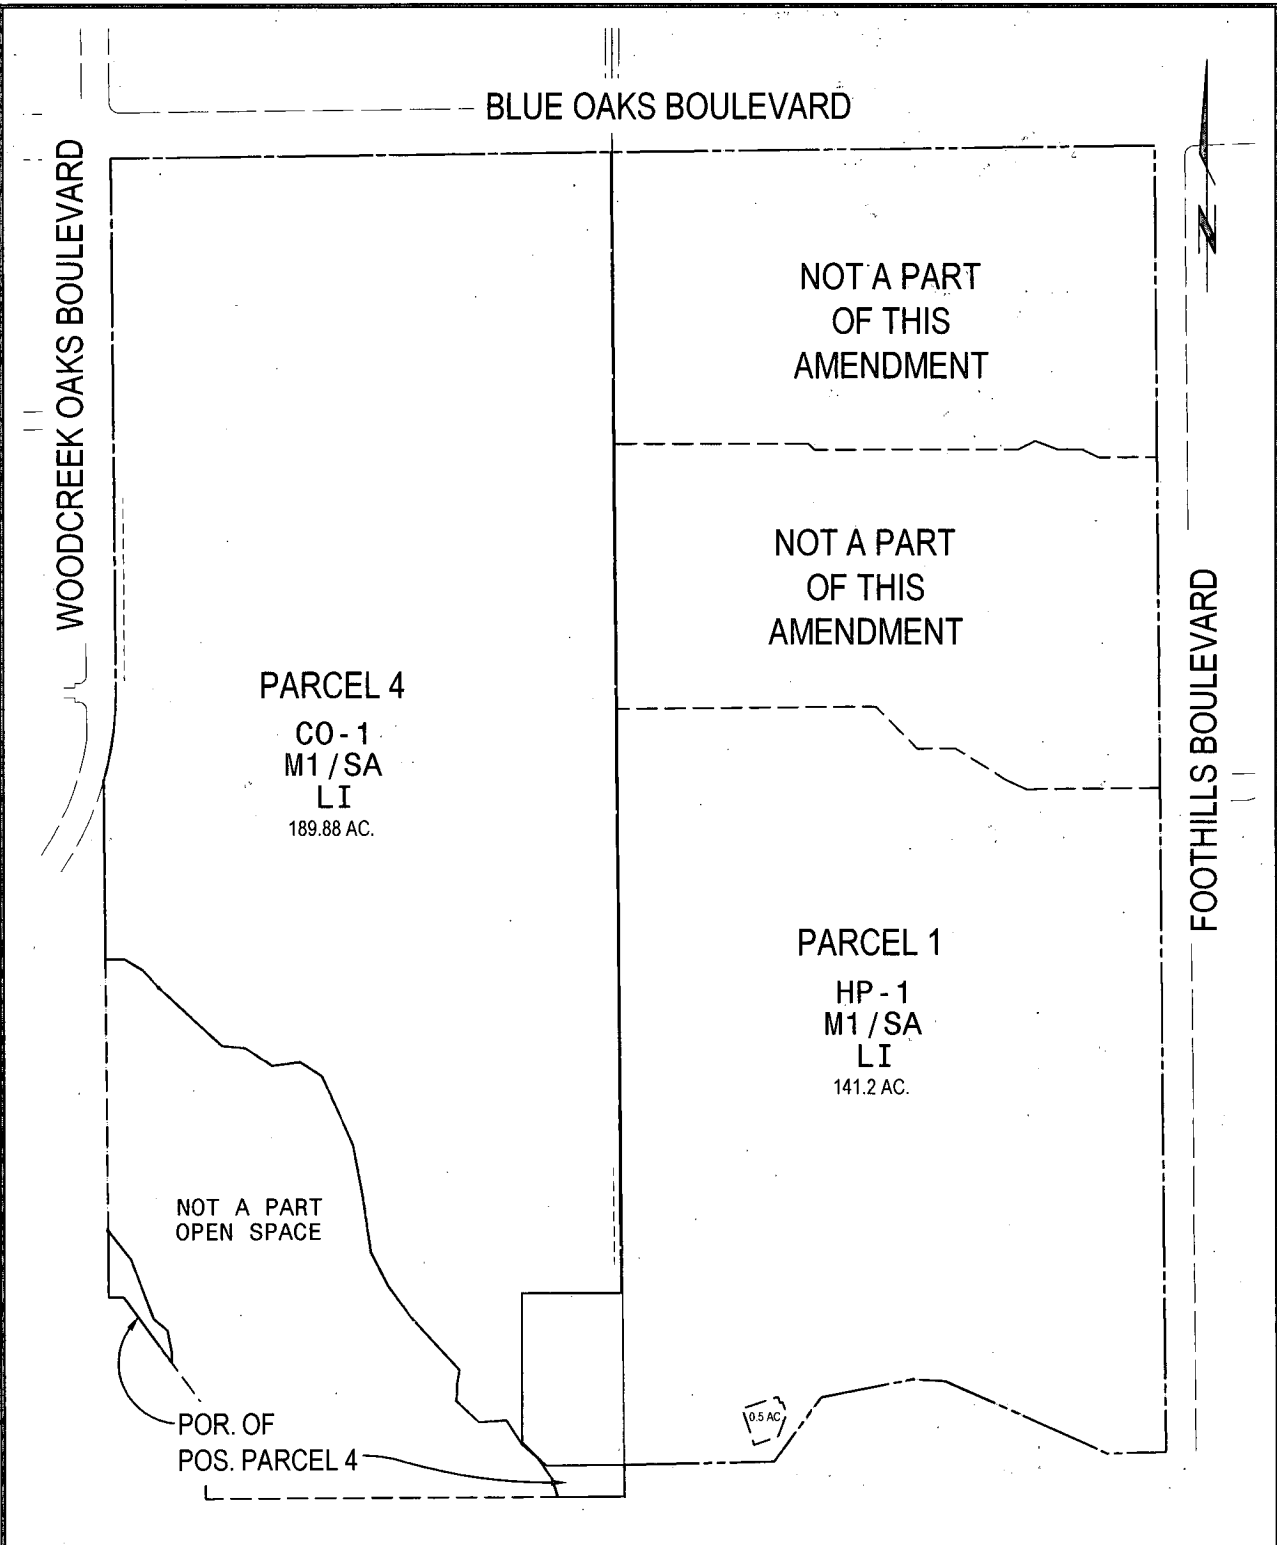 BLUE OAKS BOULEVARD
WOODCREEK OAKS BOULEVARD
N
NOT A PART
OF THIS
AMENDMENT
NOT A PART
OF THIS
AMENDMENT
FOOTHILLS BOULEVARD
PARCEL 4
CO-1
M1/SA
LI
189.88 AC.
PARCEL 1
HP-1
M1/SA
LI
141.2 AC.
NOT A PART
OPEN SPACE
0.5 AC
POR. OF
POS. PARCEL 4